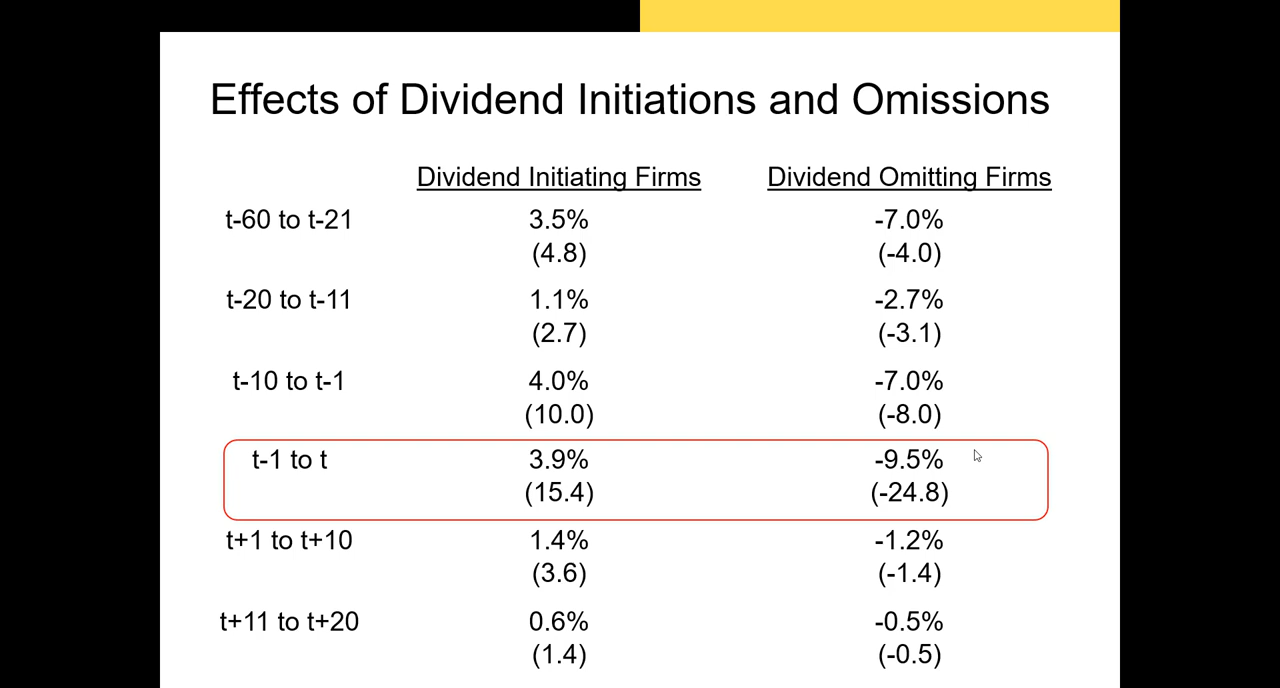 Effects of Dividend Initiations and Omissions
Dividend Initiating Firms Dividend Omitting Firms
t-60 to t-21 3.5% -7.0%
(4.8) (-4.0)
t-20 to t-11 1.1% -2.7%
(2.7) (-3.1)
t-10 to t-1 4.0% -7.0%
(10.0) (-8.0)
t-1 to t 3.9% -9.5%
(15.4) (-24.8)
t+1 to t+10 1.4% -1.2%
(3.6) (-1.4)
t+11 to t+20 0.6% -0.5%
(1.4) (-0.5)